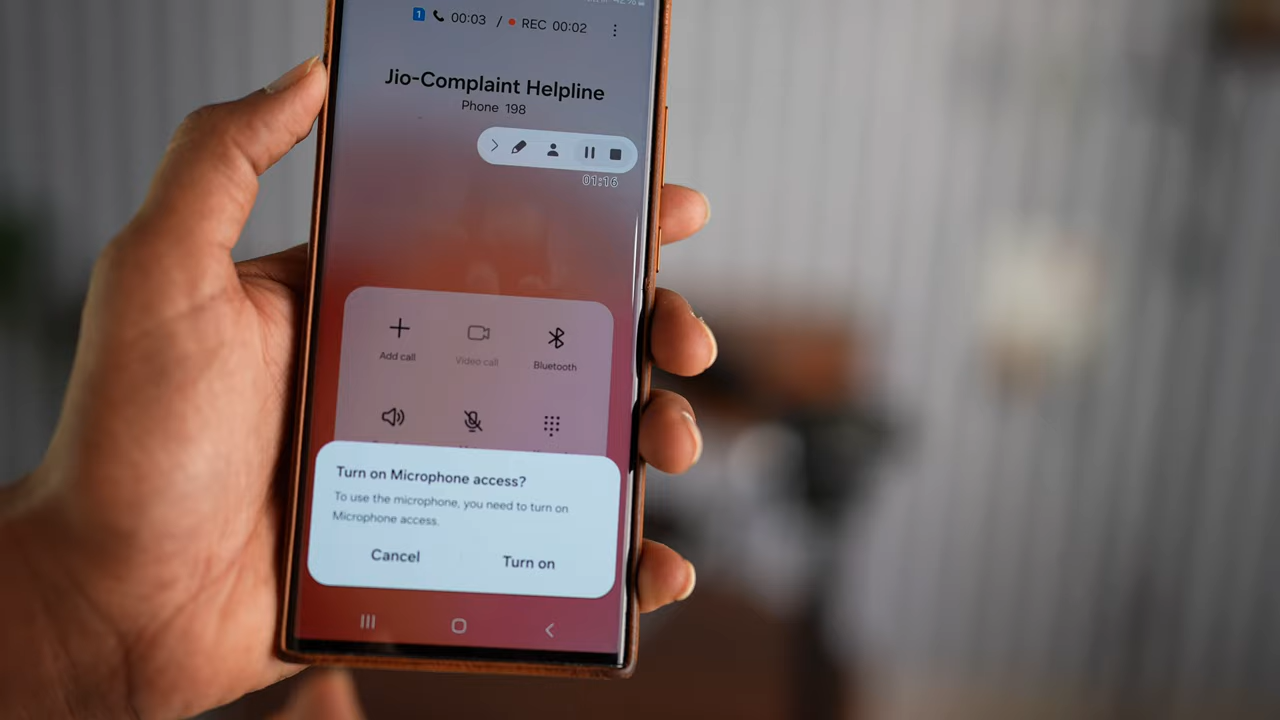 1 00:03 / REC 00:02
Jio-Complaint Helpline
Phone 198
01:16
Add call
Video call
Bluetooth
Turn on Microphone access?
To use the microphone, you need to turn on
Microphone access.
Cancel
Turn on